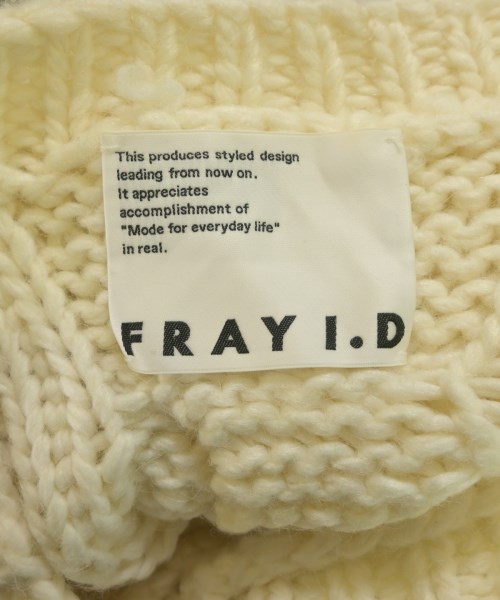 This produces styled design
leading from now on.
It appreciates
accomplishment of
"Mode for everyday life"
in real.
FRAY I.D